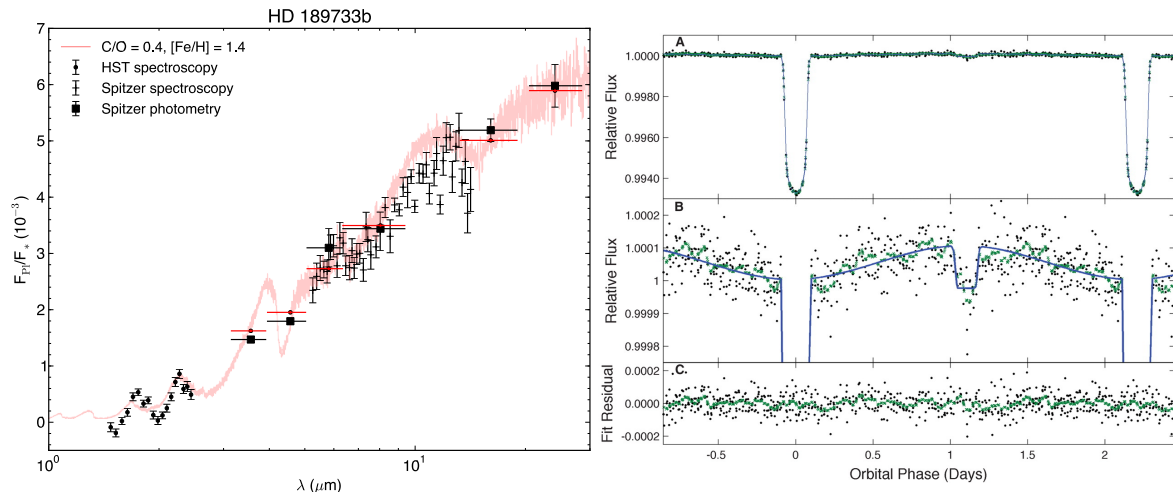 HD 189733b
C/O = 0.4, [Fe/H] = 1.4
HST spectroscopy
Spitzer spectroscopy
Spitzer photometry
7
6
5
4
3
2
1
0
F_Pl/F_* (10^-3)
10^0
10^1
λ (μm)
A
1.0000
0.9980
0.9960
0.9940
Relative Flux
B
1.0002
1.0001
1
0.9999
0.9998
Relative Flux
C.
0.0002
0.0000
-0.0002
Fit Residual
-0.5
0
0.5
1
1.5
2
Orbital Phase (Days)